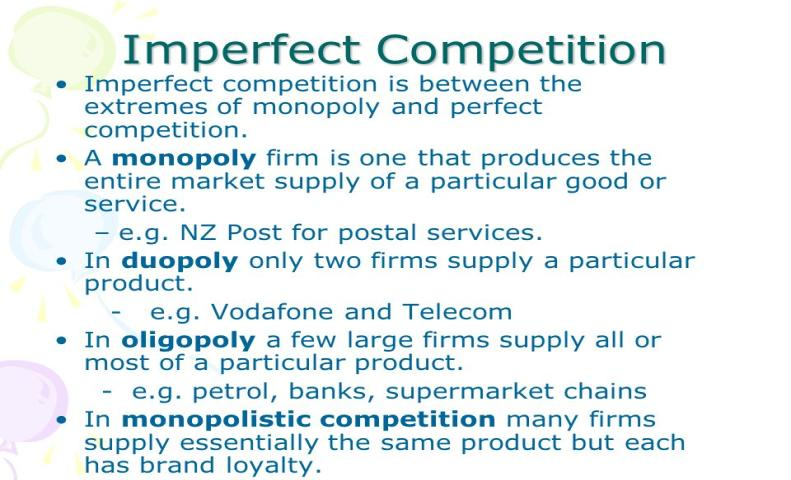 Imperfect Competition
• Imperfect competition is between the
extremes of monopoly and perfect
competition.
• A monopoly firm is one that produces the
entire market supply of a particular good or
service.
– e.g. NZ Post for postal services.
• In duopoly only two firms supply a particular
product.
- e.g. Vodafone and Telecom
• In oligopoly a few large firms supply all or
most of a particular product.
- e.g. petrol, banks, supermarket chains
• In monopolistic competition many firms
supply essentially the same product but each
has brand loyalty.